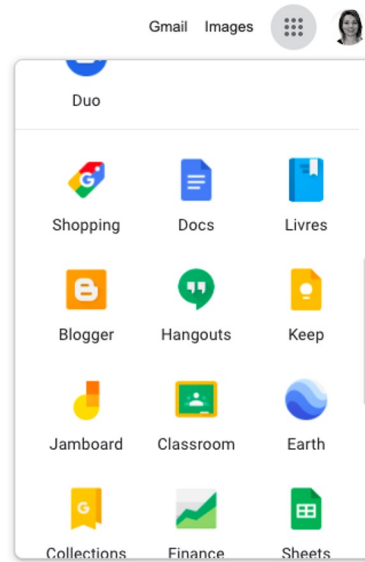 Gmail Images
Duo
Shopping Docs Livres
Blogger Hangouts Keep
Jamboard Classroom Earth
Collections Finance Sheets